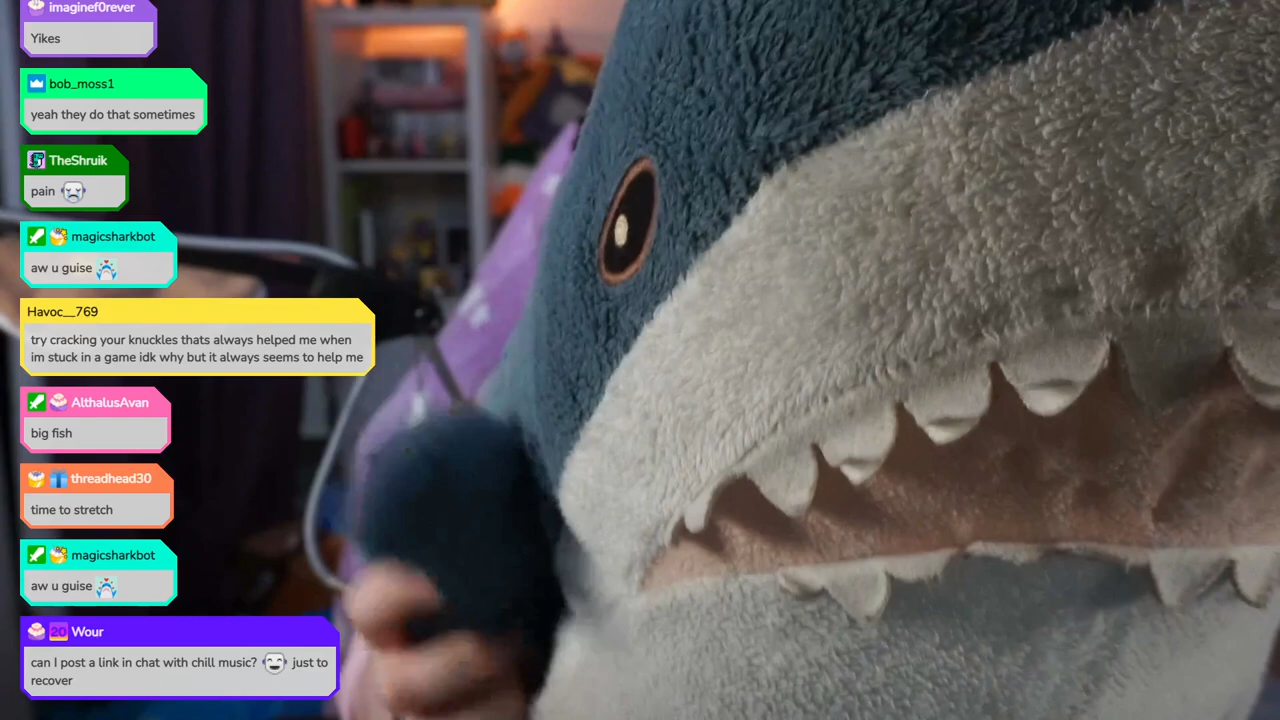 imaginef0rever
Yikes
bob_moss1
yeah they do that sometimes
TheShruik
pain
magicsharkbot
aw u guise
Havoc__769
try cracking your knuckles thats always helped me when
im stuck in a game idk why but it always seems to help me
AlthalusAvan
big fish
threadhead30
time to stretch
magicsharkbot
aw u guise
20 Wour
can I post a link in chat with chill music? just to
recover